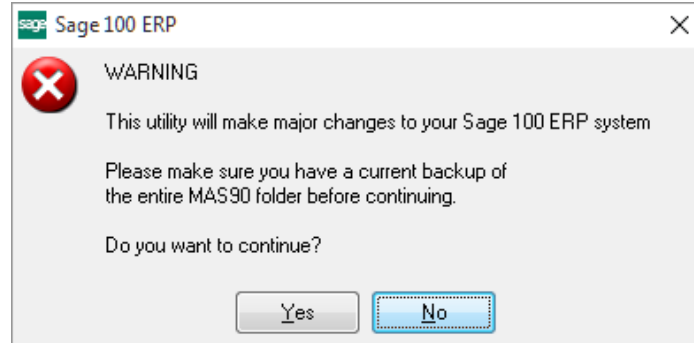 sage Sage 100 ERP
WARNING
This utility will make major changes to your Sage 100 ERP system
Please make sure you have a current backup of
the entire MAS90 folder before continuing.
Do you want to continue?
Yes No